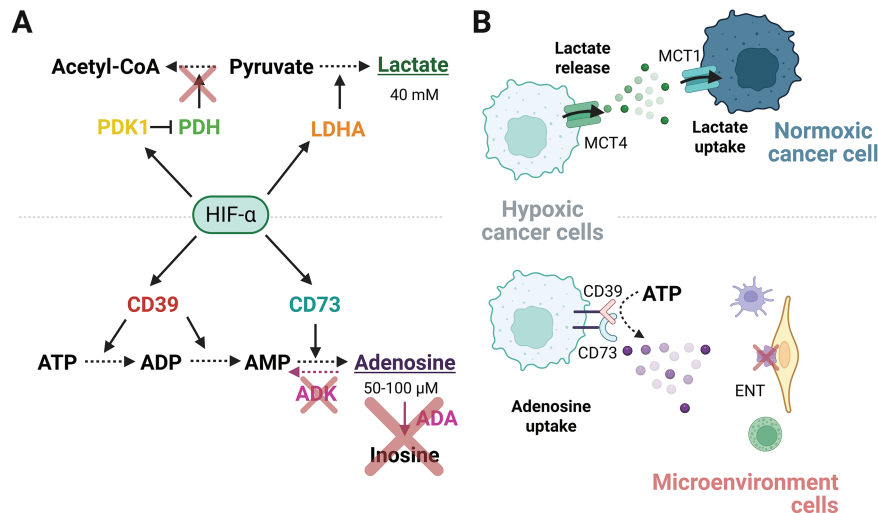 A
Acetyl-CoA Pyruvate Lactate
40 mM
PDK1 PDH LDHA
HIF-α
CD39 CD73
ATP ADP AMP Adenosine
ADK 50-100 µM
ADA
Inosine
B
Lactate
release
MCT1
MCT4
Lactate
uptake
Normoxic
cancer cell
Hypoxic
cancer cells
CD39
ATP
CD73
ENT
Adenosine
uptake
Microenvironment
cells